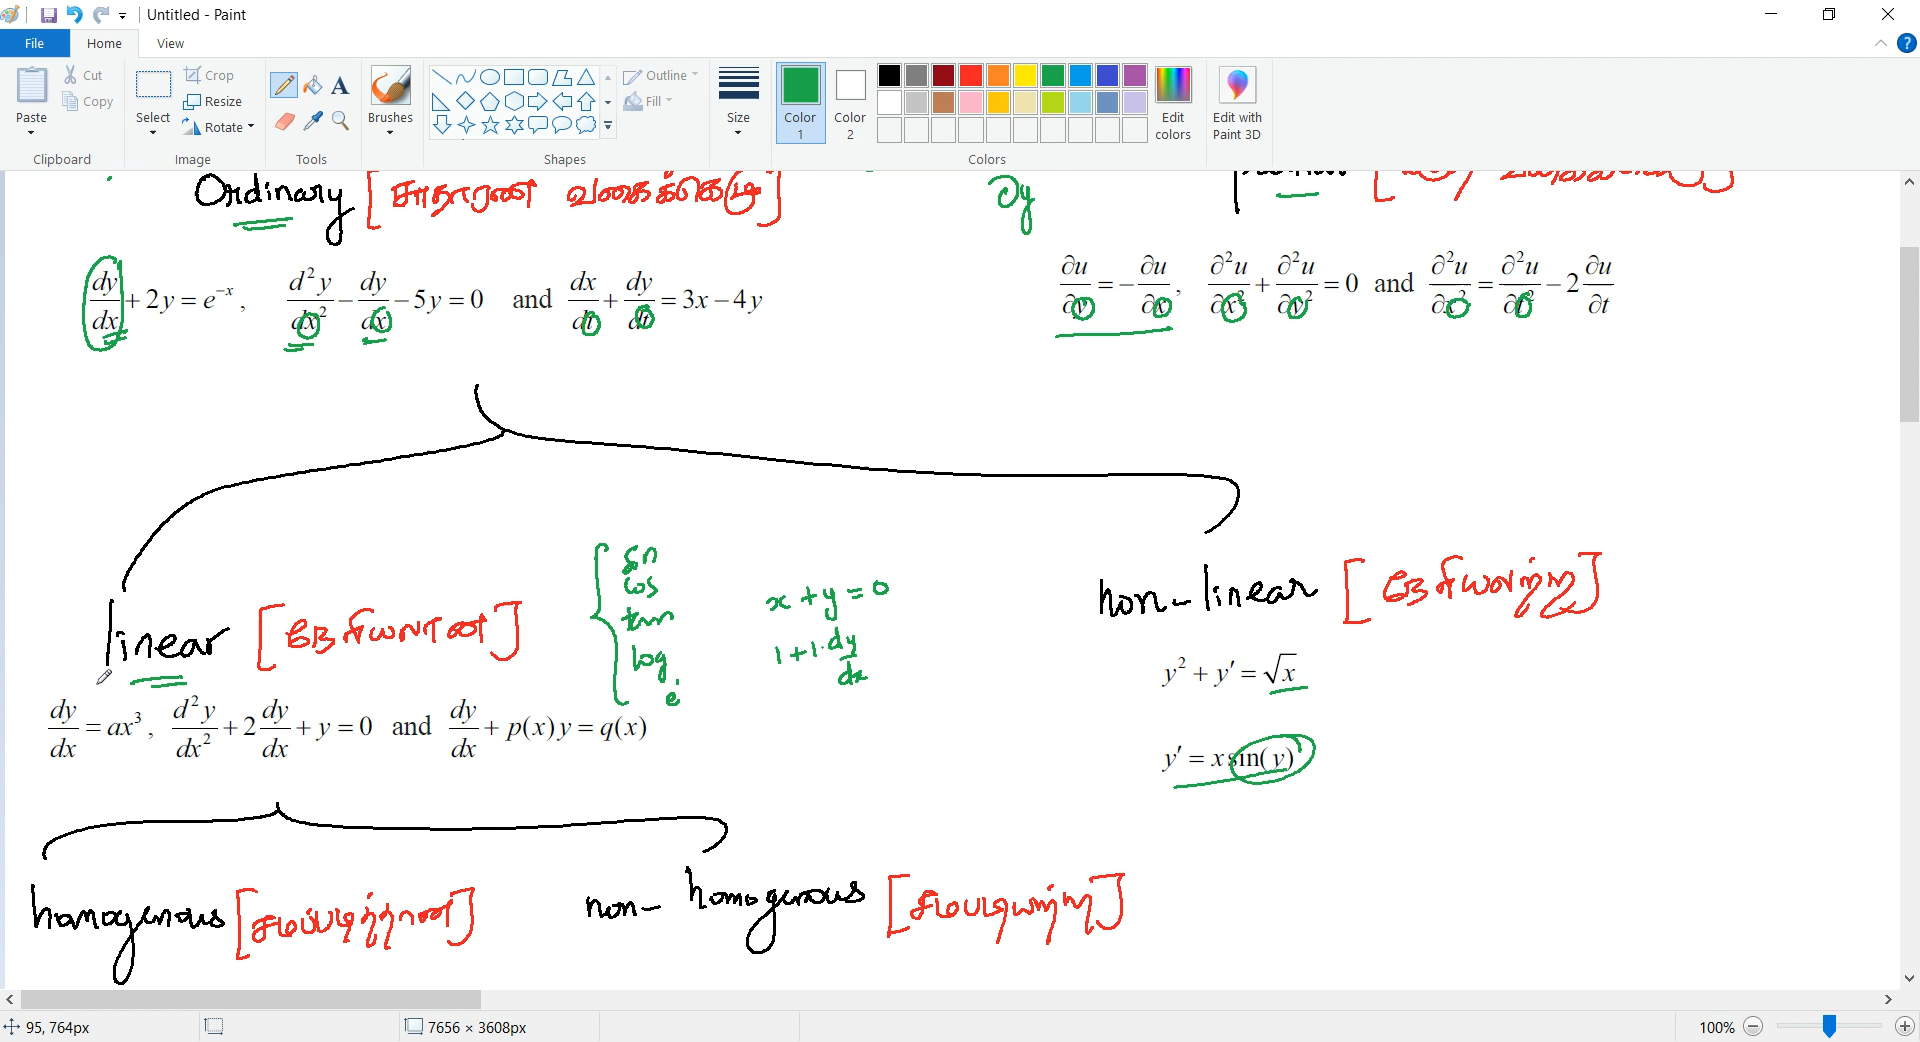 Untitled - Paint
File Home View
Paste Cut Copy Clipboard
Select Crop Resize Rotate Image
Tools
Brushes
Shapes Outline Fill
Size
Color 1 Color 2 Colors
Edit colors
Edit with Paint 3D
Ordinary [சாதாரண வகைக்கெழு]
∂y
dy/dx + 2y = e^{-x}, d²y/dx² − dy/dx − 5y = 0 and dx/dt + dy/dt = 3x − 4y
∂u/∂y = −∂u/∂x, ∂²u/∂x² + ∂²u/∂y² = 0 and ∂²u/∂x² = ∂²u/∂t² − 2 ∂u/∂t
linear
sin
cos
tan
log
e
x + y = 0
1 + 1·dy/dx
non-linear
dy/dx = ax³, d²y/dx² + 2 dy/dx + y = 0 and dy/dx + p(x)y = q(x)
y² + y′ = √x
y′ = x sin(y)
homogenous [சமப்படித்தான]
non-homogenous
95, 764px
7656 × 3608px
100%